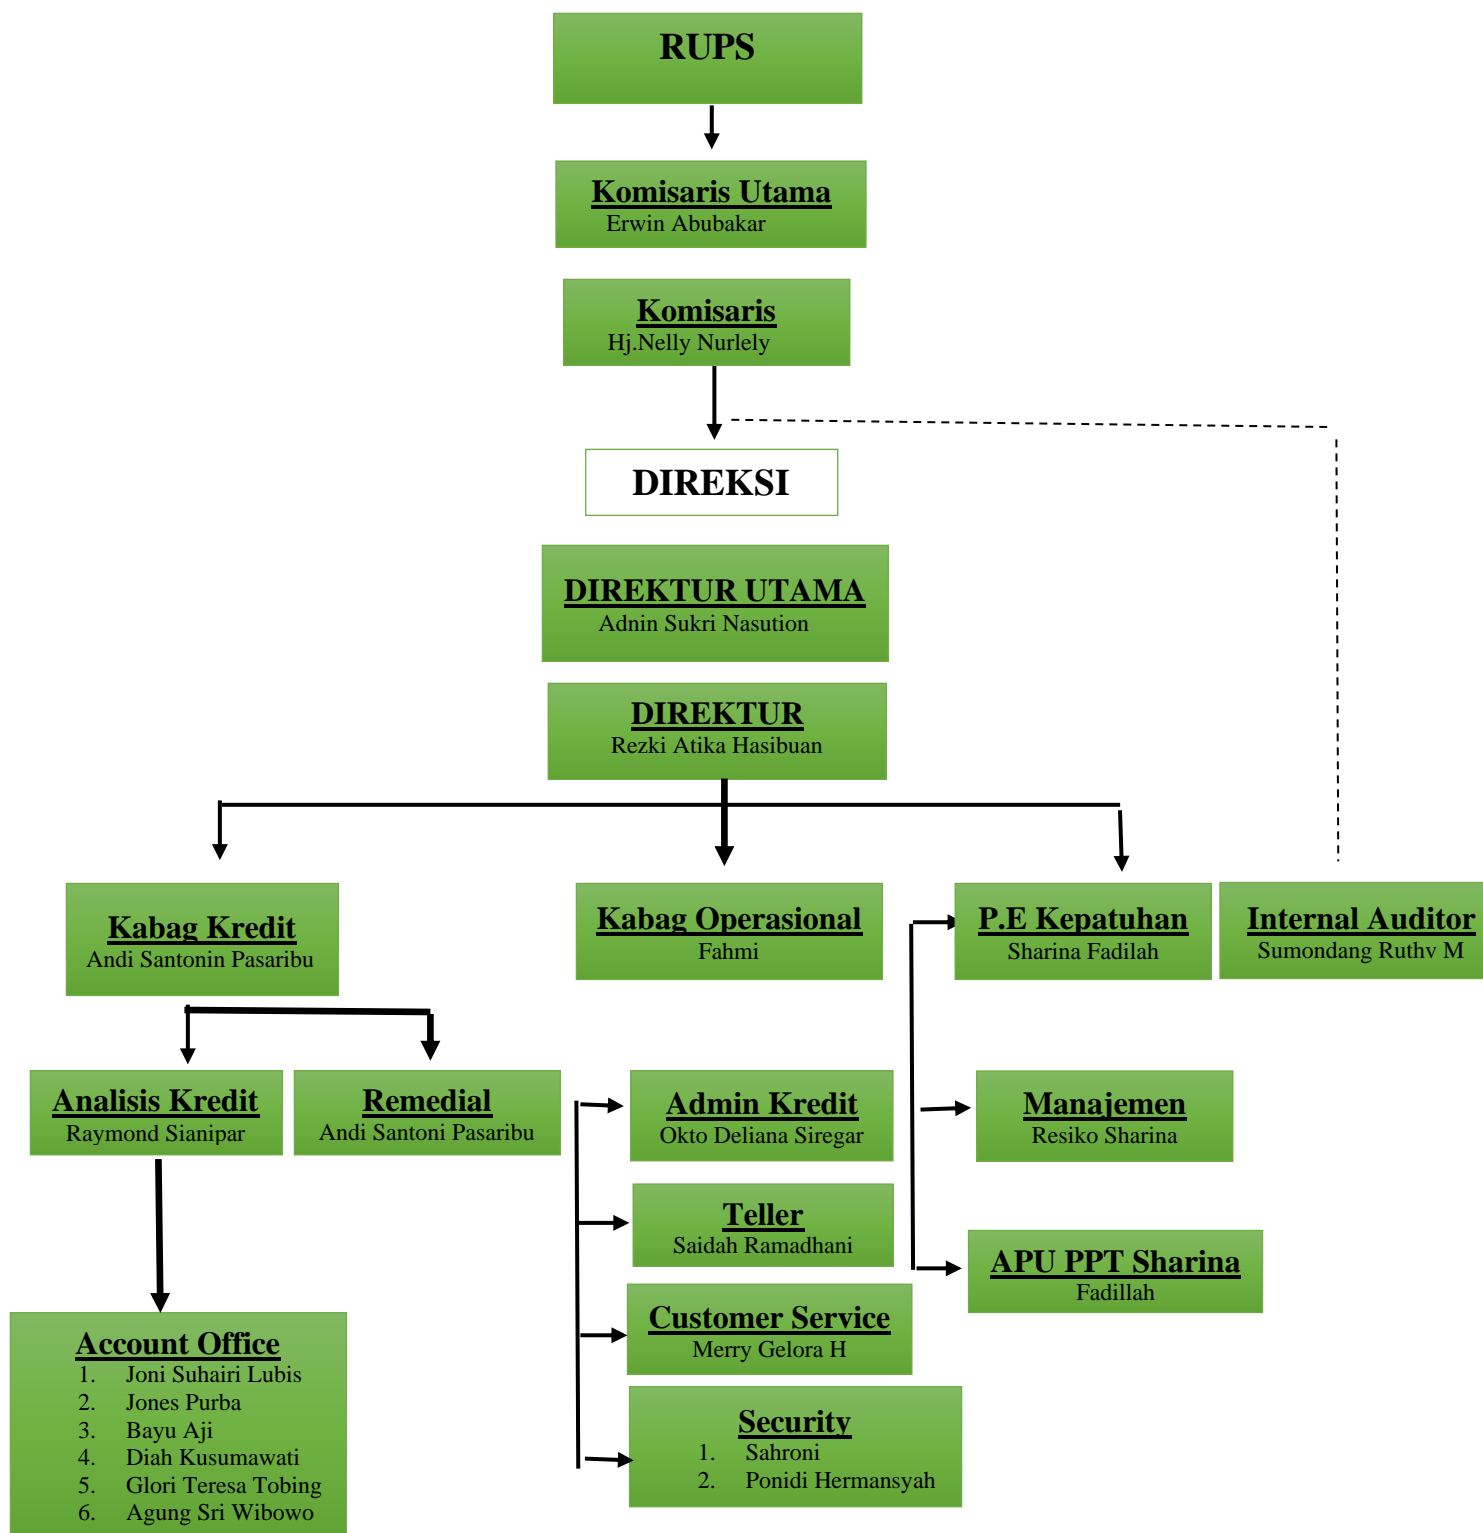 RUPS
Komisaris Utama
Erwin Abubakar
Komisaris
Hj.Nelly Nurlely
DIREKSI
DIREKTUR UTAMA
Adnin Sukri Nasution
DIREKTUR
Rezki Atika Hasibuan
Kabag Kredit
Andi Santonin Pasaribu
Kabag Operasional
Fahmi
P.E Kepatuhan
Sharina Fadilah
Internal Auditor
Sumondang Ruthy M
Analisis Kredit
Raymond Sianipar
Remedial
Andi Santoni Pasaribu
Admin Kredit
Okto Deliana Siregar
Manajemen
Resiko Sharina
Teller
Saidah Ramadhani
APU PPT Sharina
Fadillah
Customer Service
Merry Gelora H
Account Office
1. Joni Suhairi Lubis
2. Jones Purba
3. Bayu Aji
4. Diah Kusumawati
5. Glori Teresa Tobing
6. Agung Sri Wibowo
Security
1. Sahroni
2. Ponidi Hermansyah